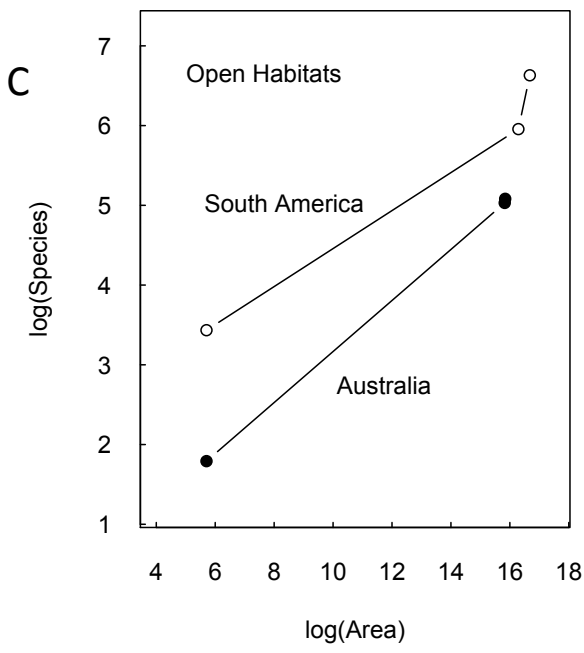 C
Open Habitats
South America
Australia
log(Species)
7
6
5
4
3
2
1
4 6 8 10 12 14 16 18
log(Area)